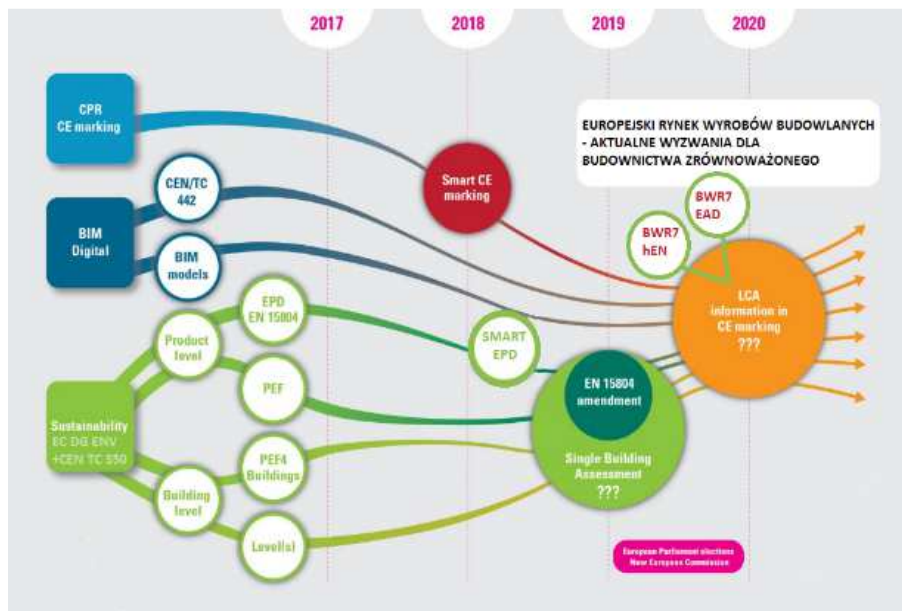 2017
2018
2019
2020
CPR
CE marking
EUROPEJSKI RYNEK WYROBÓW BUDOWLANYCH
- AKTUALNE WYZWANIA DLA
BUDOWNICTWA ZRÓWNOWAŻONEGO
Smart CE
marking
CEN/TC
442
BIM
Digital
BIM
models
BWR7
EAD
BWR7
hEN
LCA
information in
CE marking
???
EPD
EN 15804
Product
level
SMART
EPD
PEF
EN 15804
amendment
Sustainability
EC DG ENV
+CEN TC 350
PEF4
Buildings
Single Building
Assessment
???
Building
level
Level(s)
European Parliament elections
New European Commission